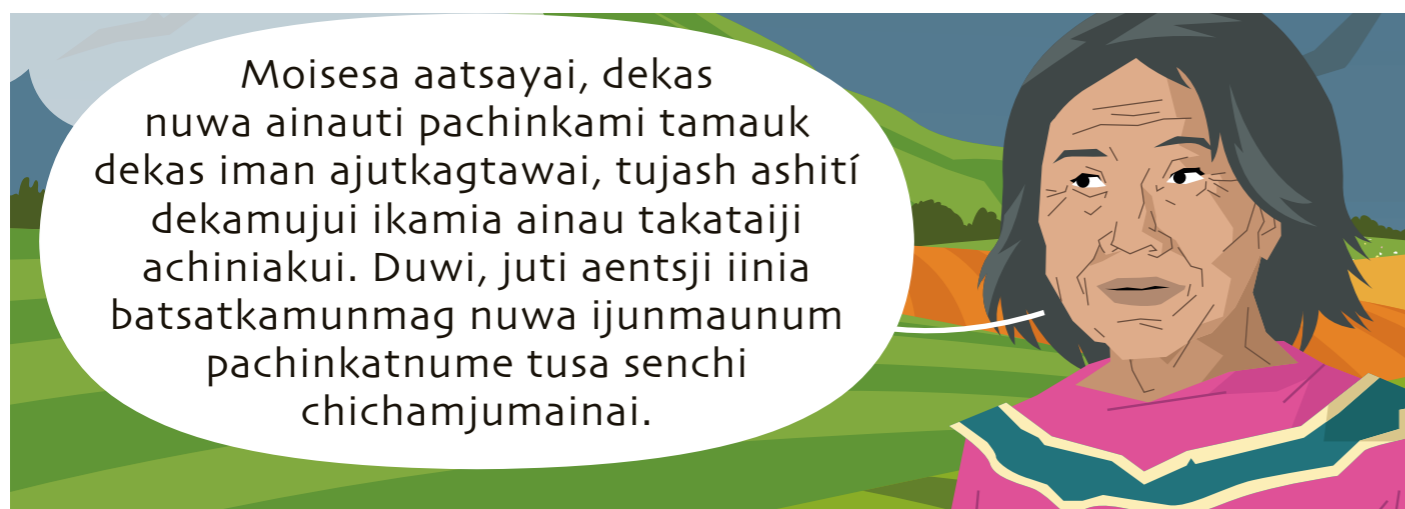 Moisesa aatsayai, dekas
nuwa ainauti pachinkami tamauk
dekas iman ajutkagtawai, tujash ashití
dekamujui ikamia ainau takataiji
achiniakui. Duwi, juti aentsji iinia
batsatkamunmag nuwa ijunmaunum
pachinkatnume tusa senchi
chichamjumainai.